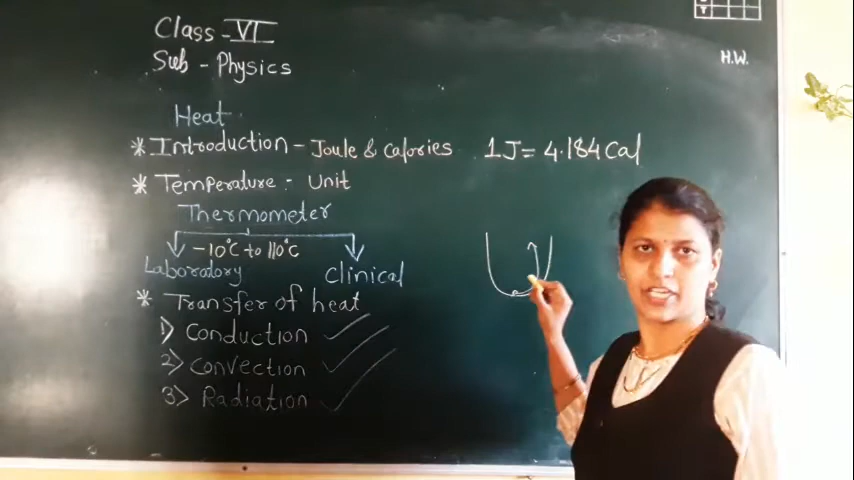 Class - VI
Sub - Physics
H.W.
Heat
* Introduction - Joule & Calories 1J = 4.184 Cal
* Temperature - Unit
Thermometer
-10°C to 110°C
Laboratory Clinical
* Transfer of heat
1) Conduction
2) Convection
3) Radiation